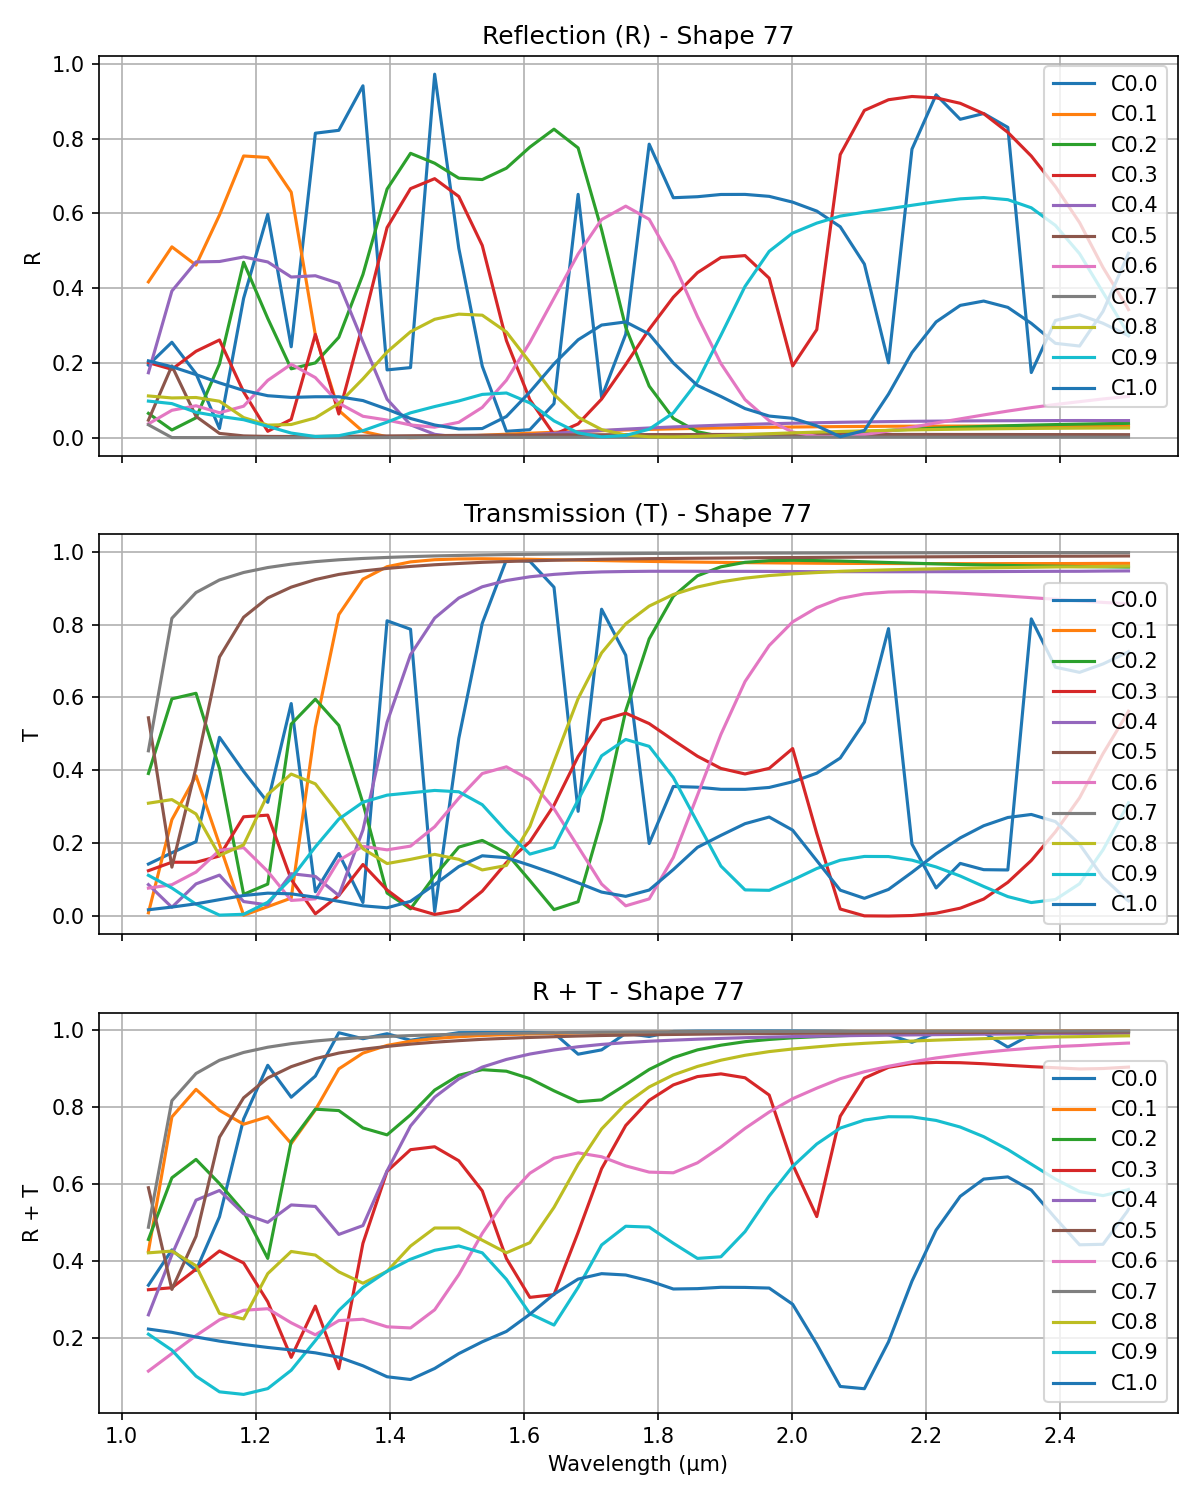 Reflection (R) - Shape 77
1.0
0.8
0.6
0.4
0.2
0.0
R
C0.0
C0.1
C0.2
C0.3
C0.4
C0.5
C0.6
C0.7
C0.8
C0.9
C1.0
Transmission (T) - Shape 77
1.0
0.8
0.6
0.4
0.2
0.0
T
C0.0
C0.1
C0.2
C0.3
C0.4
C0.5
C0.6
C0.7
C0.8
C0.9
C1.0
R + T - Shape 77
1.0
0.8
0.6
0.4
0.2
R + T
C0.0
C0.1
C0.2
C0.3
C0.4
C0.5
C0.6
C0.7
C0.8
C0.9
C1.0
1.0 1.2 1.4 1.6 1.8 2.0 2.2 2.4
Wavelength (μm)